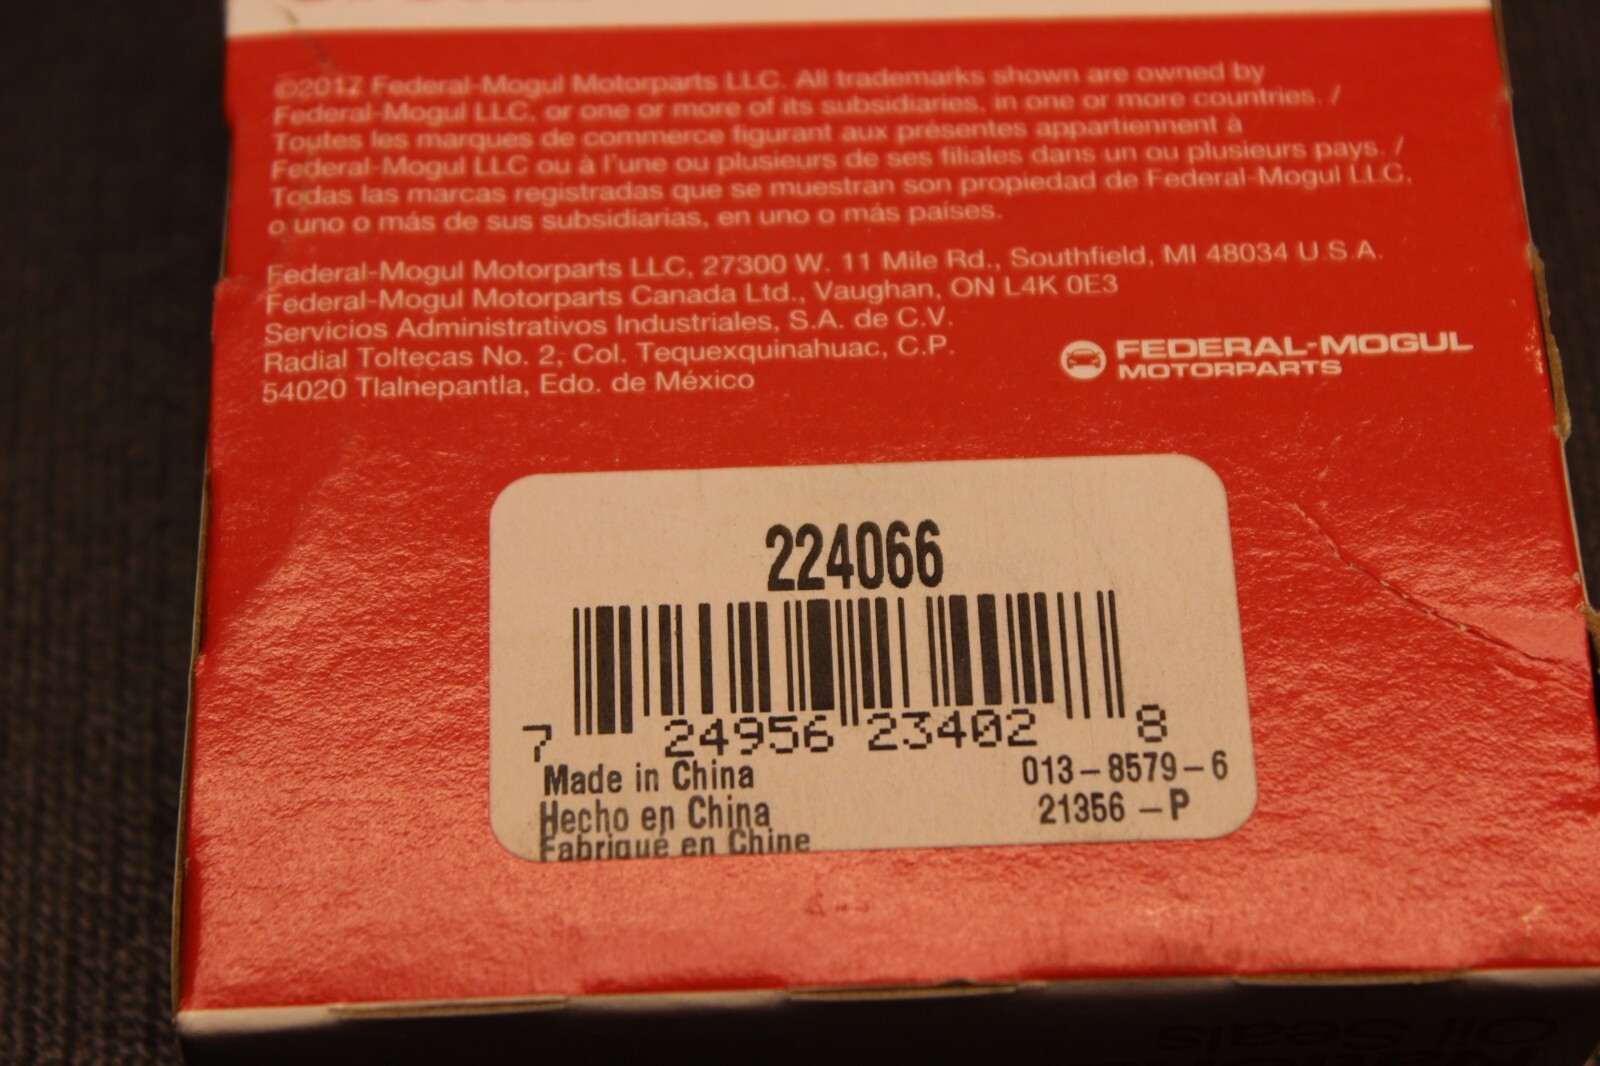 ©2017 Federal-Mogul Motorparts LLC. All trademarks shown are owned by
Federal-Mogul LLC, or one or more of its subsidiaries, in one or more countries. /
Toutes les marques de commerce figurant aux présentes appartiennent à
Federal-Mogul LLC ou à l'une ou plusieurs de ses filiales dans un ou plusieurs pays. /
Todas las marcas registradas que se muestran son propiedad de Federal-Mogul LLC,
o uno o más de sus subsidiarias, en uno o más países.
Federal-Mogul Motorparts LLC, 27300 W. 11 Mile Rd., Southfield, MI 48034 U.S.A.
Federal-Mogul Motorparts Canada Ltd., Vaughan, ON L4K 0E3
Servicios Administrativos Industriales, S.A. de C.V.
Radial Toltecas No. 2, Col. Tequexquinahuac, C.P.
54020 Tlalnepantla, Edo. de México
FEDERAL-MOGUL
MOTORPARTS
224066
7 24956 23402 8
Made in China
Hecho en China
Fabriqué en Chine
013-8579-6
21356-P
Oil Seals